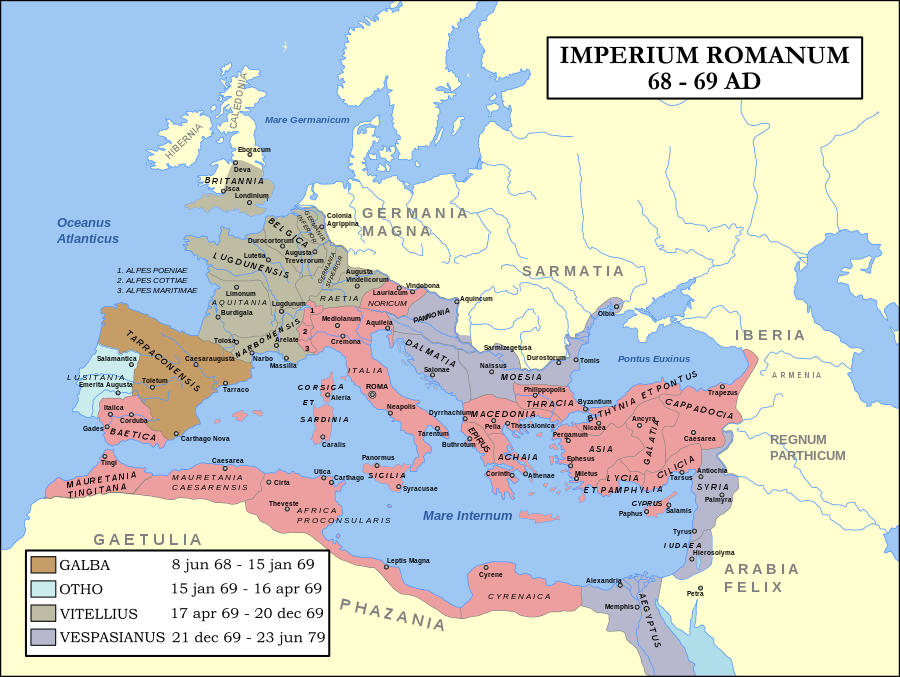 IMPERIUM ROMANUM
68 - 69 AD
CALEDONIA
HIBERNIA
Mare Germanicum
Eboracum
Deva
BRITANNIA
Isca
Londinium
Oceanus
Atlanticus
GERMANIA
MAGNA
Colonia
Agrippina
GERMANIA
INFERIOR
BELGICA
Durocortorum
Lutetia
Augusta
Treverorum
LUGDUNENSIS
GERMANIA
SUPERIOR
SARMATIA
1. ALPES POENIAE
2. ALPES COTTIAE
3. ALPES MARITIMAE
Augusta
Vindelicorum
Vindobona
Lauriacum
Limonum
AQUITANIA
Lugdunum
RAETIA
NORICUM
Aquincum
Burdigala
1
2
3
Mediolanum
Aquileja
PANNONIA
Olbia
Cremona
Tolosa
NARBONENSIS
Arelate
Narbo
Massilia
DALMATIA
Sarmizegetusa
Durostorum
Tomis
Pontus Euxinus
IBERIA
ARMENIA
TARRACONENSIS
Salamantica
Caesaraugusta
LUSITANIA
Emerita Augusta
Toletum
Tarraco
ITALIA
ROMA
CORSICA
ET
SARDINIA
Aleria
Salonae
Naissus
MOESIA
Philippopolis
THRACIA
Byzantium
BITHYNIA ET PONTUS
Trapezus
CAPPADOCIA
Italica
Corduba
Gades
BAETICA
Carthago Nova
Neapolis
Dyrrhachium
MACEDONIA
Pella
Thessalonica
Nicaea
Ancyra
GALATIA
Caesarea
Tarentum
Buthrotum
EPIRUS
Pergamum
ASIA
REGNUM
PARTHICUM
Caralis
Panormus
SICILIA
Syracusae
ACHAIA
Corinth
Athenae
Ephesus
Miletus
LYCIA
ET PAMPHYLIA
CILICIA
Tarsus
Antiochia
SYRIA
Palmyra
Tingi
MAURETANIA
TINGITANA
Caesarea
MAURETANIA
CAESARENSIS
Cirta
Utica
Carthago
Theveste
AFRICA
PROCONSULARIS
CYPRUS
Paphus
Salamis
Mare Internum
Tyrus
IUDAEA
Hierosolyma
GAETULIA
Leptis Magna
Cyrene
CYRENAICA
Alexandria
Memphis
AEGYPTUS
Petra
ARABIA
FELIX
PHAZANIA
GALBA 8 jun 68 - 15 jan 69
OTHO 15 jan 69 - 16 apr 69
VITELLIUS 17 apr 69 - 20 dec 69
VESPASIANUS 21 dec 69 - 23 jun 79